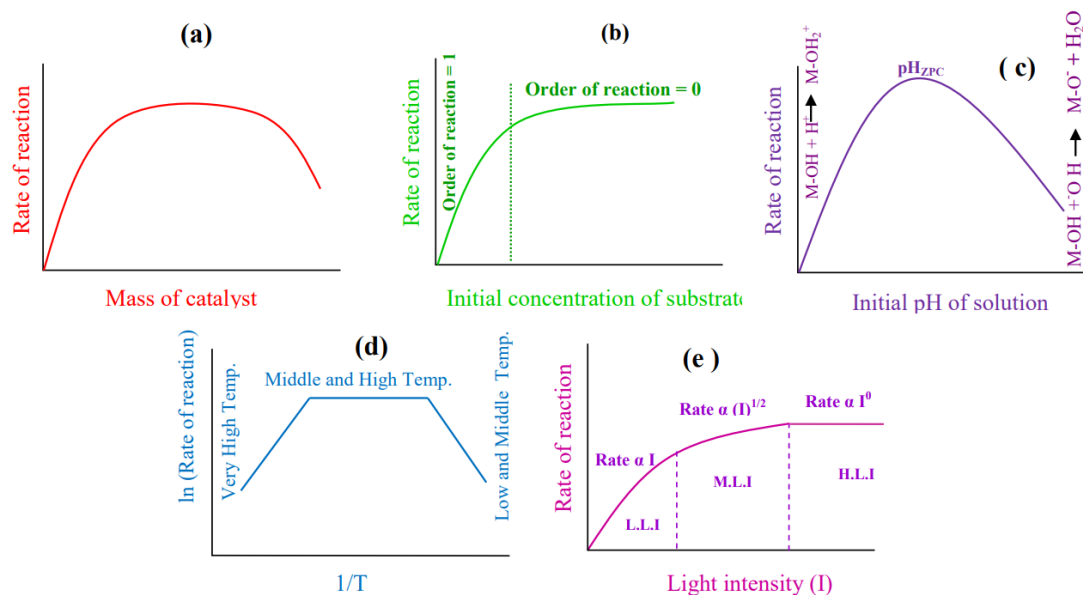 (a)
Rate of reaction
Mass of catalyst
(b)
Rate of reaction
Order of reaction = 1
Order of reaction = 0
Initial concentration of substrate
( c)
Rate of reaction
M-OH + H⁺ → M-OH₂⁺
pH_ZPC
M-OH + ⁻O H → M-O⁻ + H₂O
Initial pH of solution
(d)
ln (Rate of reaction)
Very High Temp.
Middle and High Temp.
Low and Middle Temp.
1/T
(e )
Rate of reaction
Rate α I
Rate α (I)^1/2
Rate α I⁰
L.L.I
M.L.I
H.L.I
Light intensity (I)